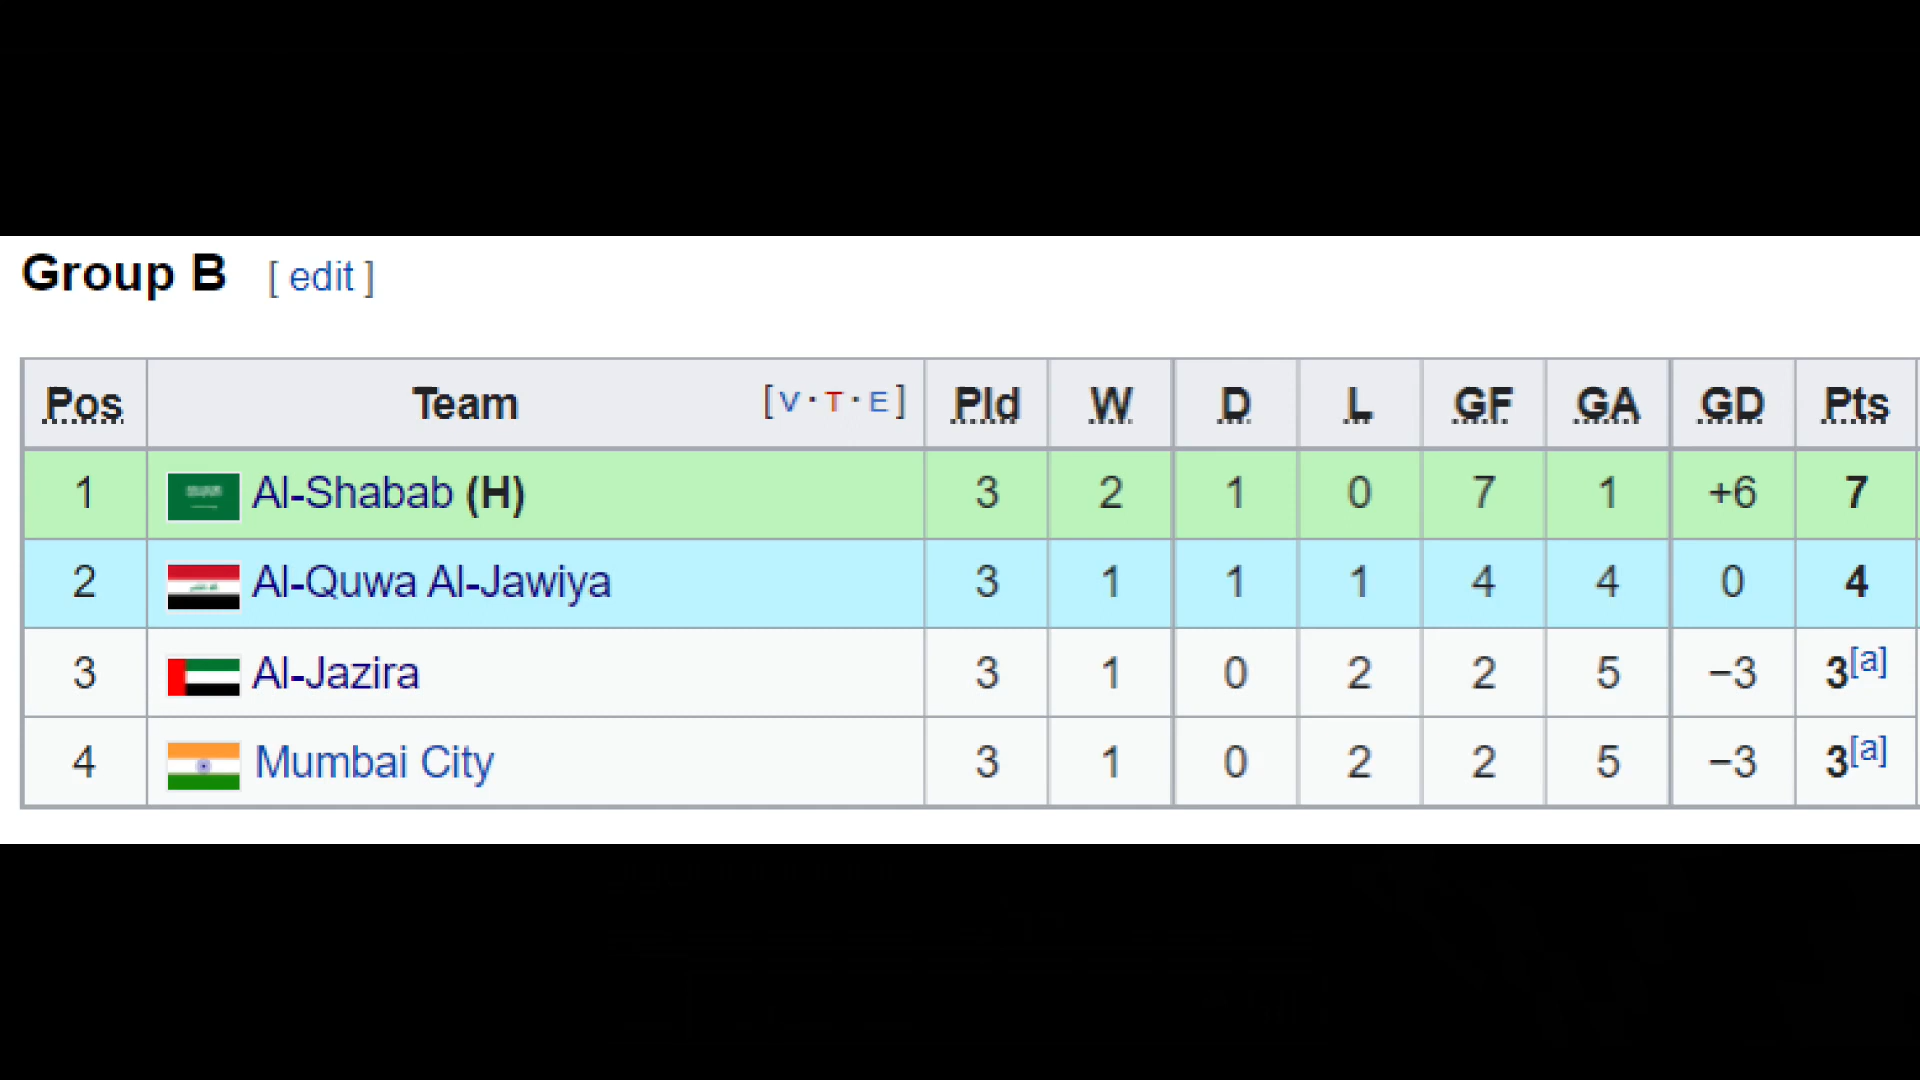 Group B [ edit ]
Pos Team [V · T · E] Pld W D L GF GA GD Pts
1 Al-Shabab (H) 3 2 1 0 7 1 +6 7
2 Al-Quwa Al-Jawiya 3 1 1 1 4 4 0 4
3 Al-Jazira 3 1 0 2 2 5 −3 3[a]
4 Mumbai City 3 1 0 2 2 5 −3 3[a]